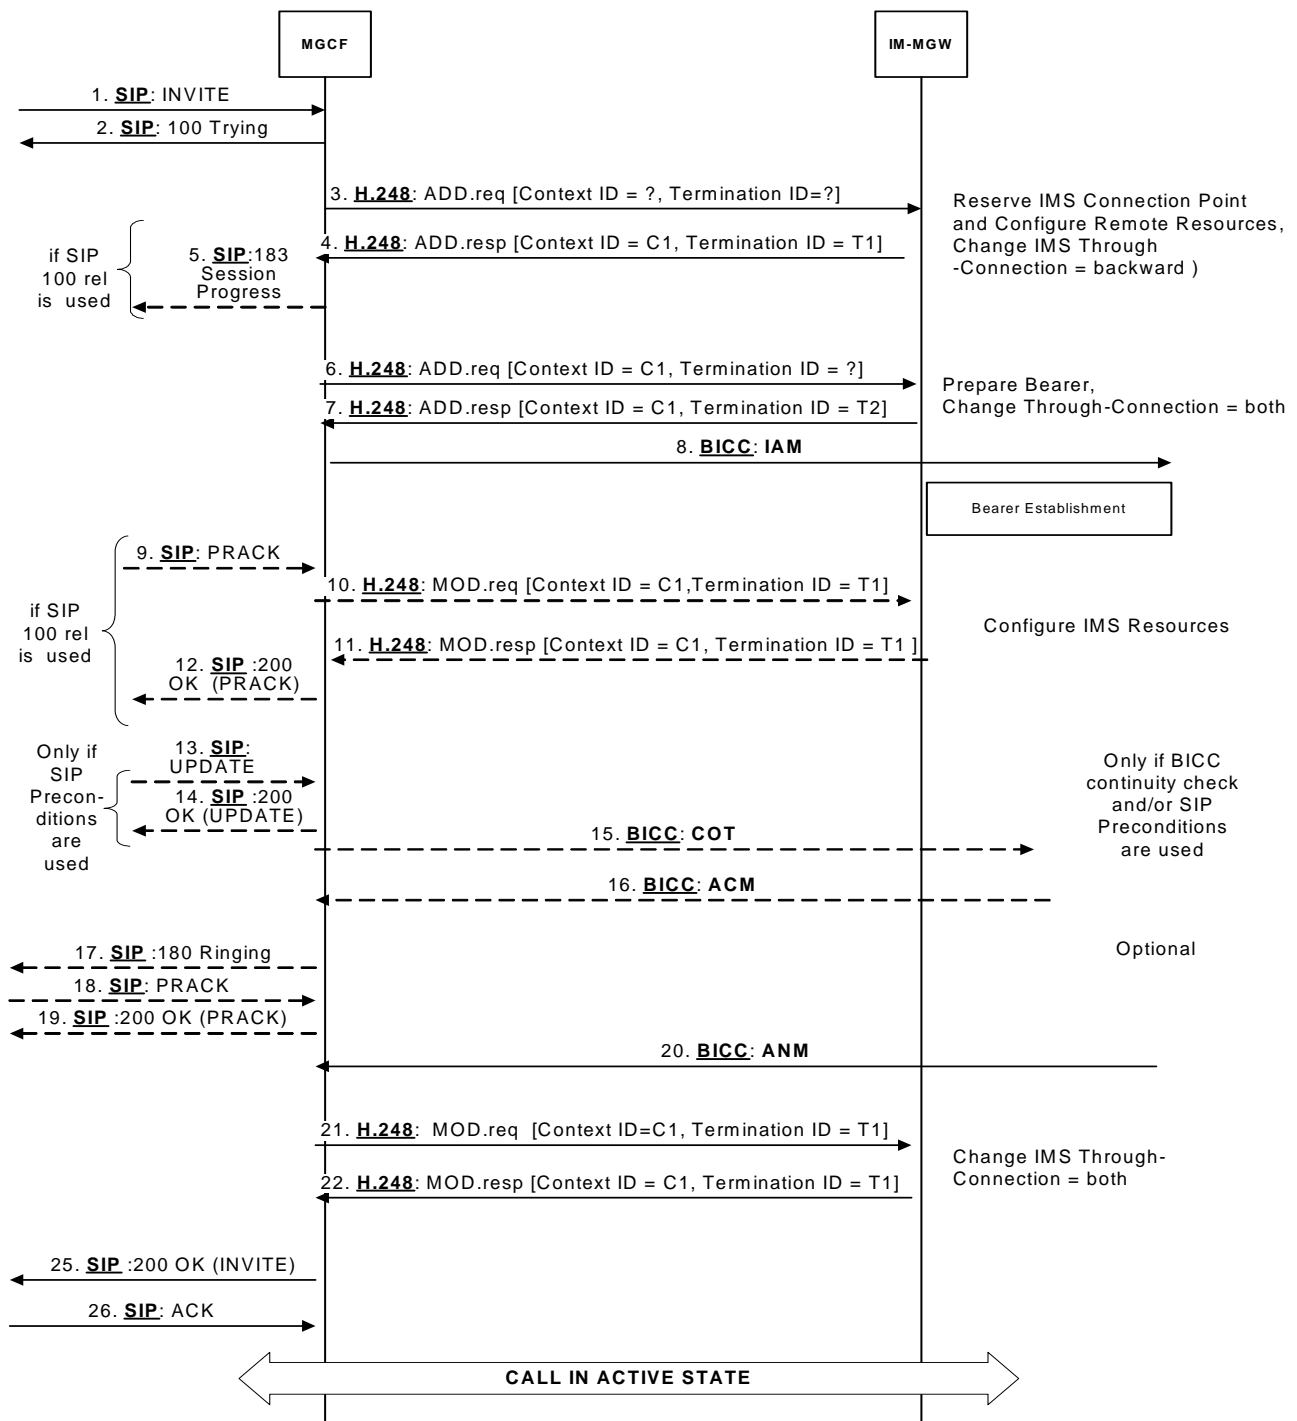 MGCF
IM-MGW
1. SIP: INVITE
2. SIP: 100 Trying
3. H.248: ADD.req [Context ID = ?, Termination ID=?]
Reserve IMS Connection Point
and Configure Remote Resources,
Change IMS Through
-Connection = backward )
4. H.248: ADD.resp [Context ID = C1, Termination ID = T1]
if SIP
100 rel
is used
5. SIP:183
Session
Progress
6. H.248: ADD.req [Context ID = C1, Termination ID = ?]
Prepare Bearer,
Change Through-Connection = both
7. H.248: ADD.resp [Context ID = C1, Termination ID = T2]
8. BICC: IAM
Bearer Establishment
9. SIP: PRACK
10. H.248: MOD.req [Context ID = C1,Termination ID = T1]
if SIP
100 rel
is used
Configure IMS Resources
11. H.248: MOD.resp [Context ID = C1, Termination ID = T1 ]
12. SIP :200
OK (PRACK)
Only if
SIP
Precon-
ditions
are
used
13. SIP:
UPDATE
14. SIP :200
OK (UPDATE)
Only if BICC
continuity check
and/or SIP
Preconditions
are used
15. BICC: COT
16. BICC: ACM
17. SIP :180 Ringing
Optional
18. SIP: PRACK
19. SIP :200 OK (PRACK)
20. BICC: ANM
21. H.248: MOD.req [Context ID=C1, Termination ID = T1]
Change IMS Through-
Connection = both
22. H.248: MOD.resp [Context ID = C1, Termination ID = T1]
25. SIP :200 OK (INVITE)
26. SIP: ACK
CALL IN ACTIVE STATE